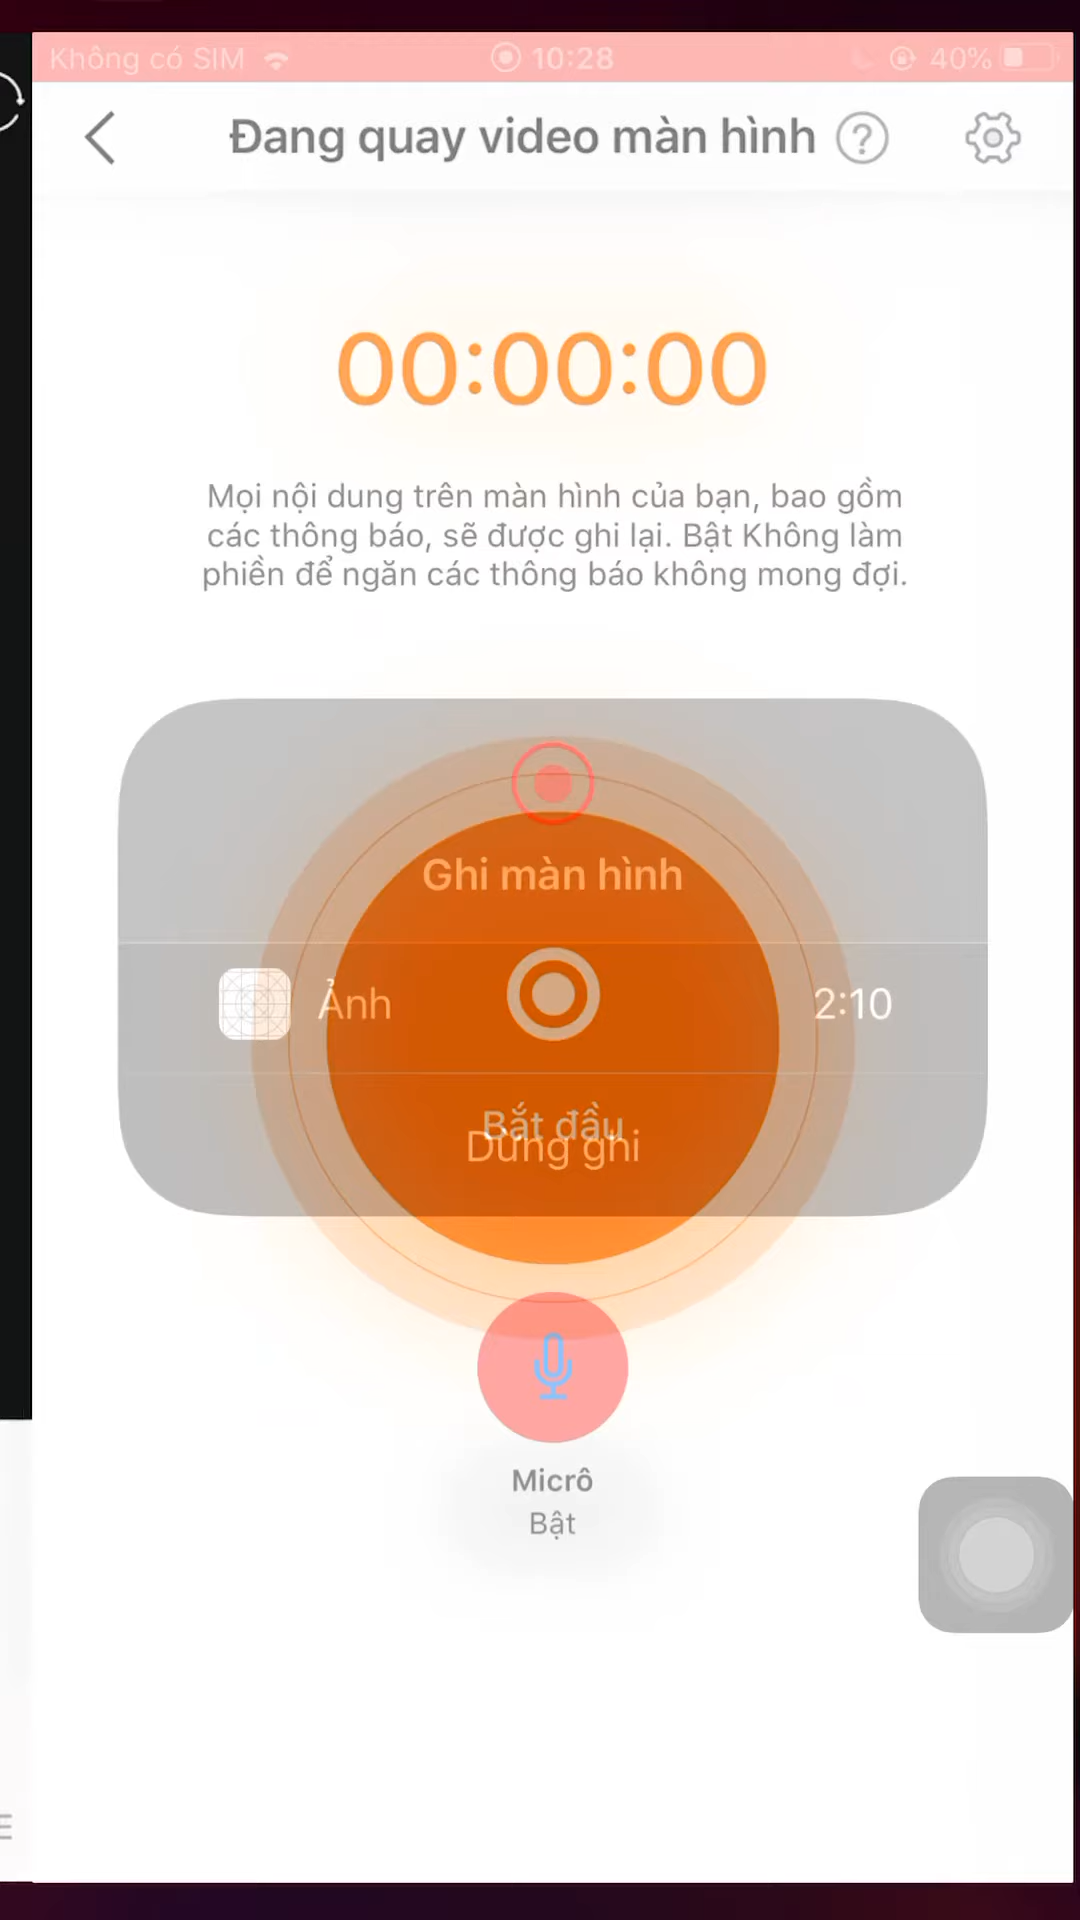 Không có SIM
10:28
40%
Đang quay video màn hình
00:00:00
Mọi nội dung trên màn hình của bạn, bao gồm
các thông báo, sẽ được ghi lại. Bật Không làm
phiền để ngăn các thông báo không mong đợi.
Ghi màn hình
Ảnh
2:10
Bắt đầu
Dừng ghi
Micrô
Bật